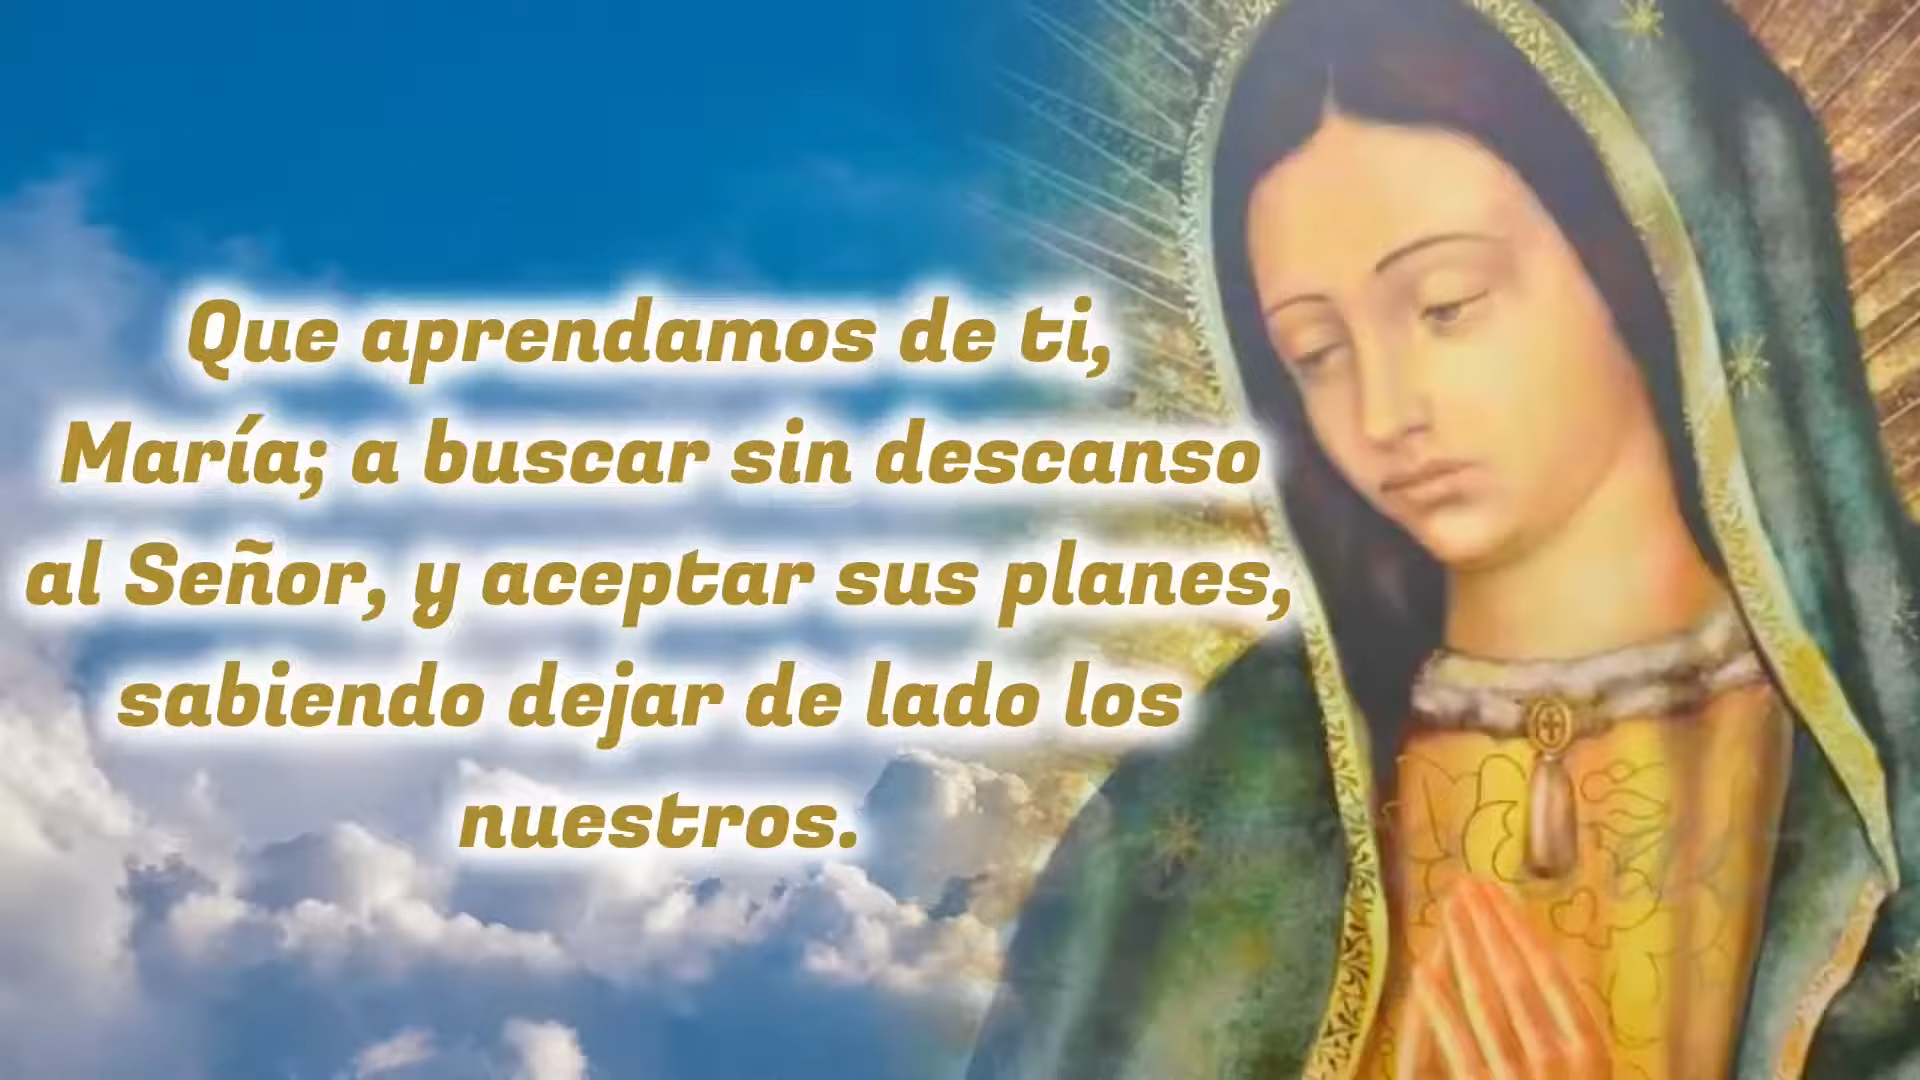 Que aprendamos de ti,
María; a buscar sin descanso
al Señor, y aceptar sus planes,
sabiendo dejar de lado los
nuestros.